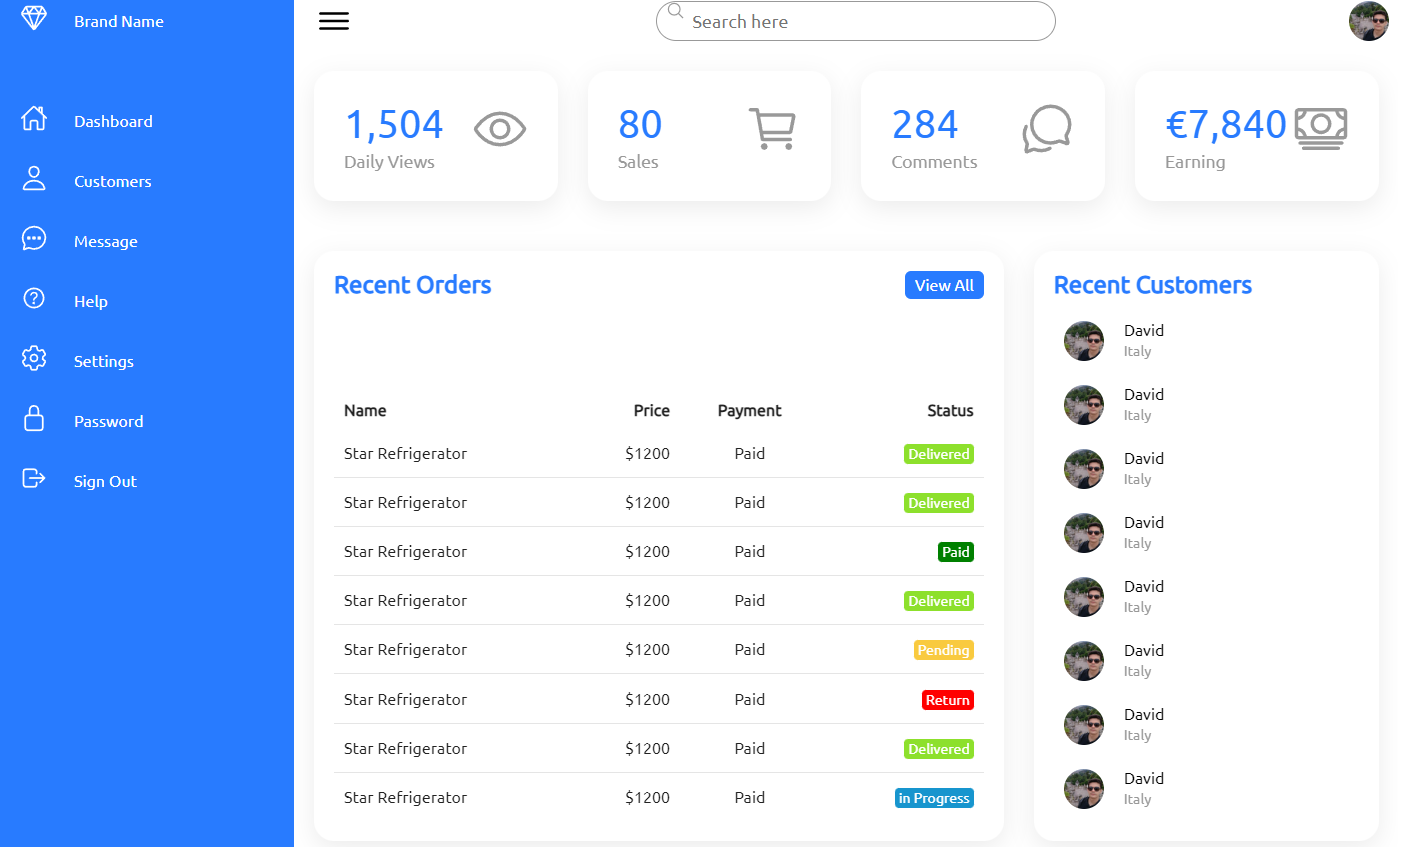 Brand Name
Search here
Dashboard
Customers
Message
Help
Settings
Password
Sign Out
1,504
Daily Views
80
Sales
284
Comments
€7,840
Earning
Recent Orders
View All
Name Price Payment Status
Star Refrigerator $1200 Paid Delivered
Star Refrigerator $1200 Paid Delivered
Star Refrigerator $1200 Paid Paid
Star Refrigerator $1200 Paid Delivered
Star Refrigerator $1200 Paid Pending
Star Refrigerator $1200 Paid Return
Star Refrigerator $1200 Paid Delivered
Star Refrigerator $1200 Paid in Progress
Recent Customers
David
Italy
David
Italy
David
Italy
David
Italy
David
Italy
David
Italy
David
Italy
David
Italy